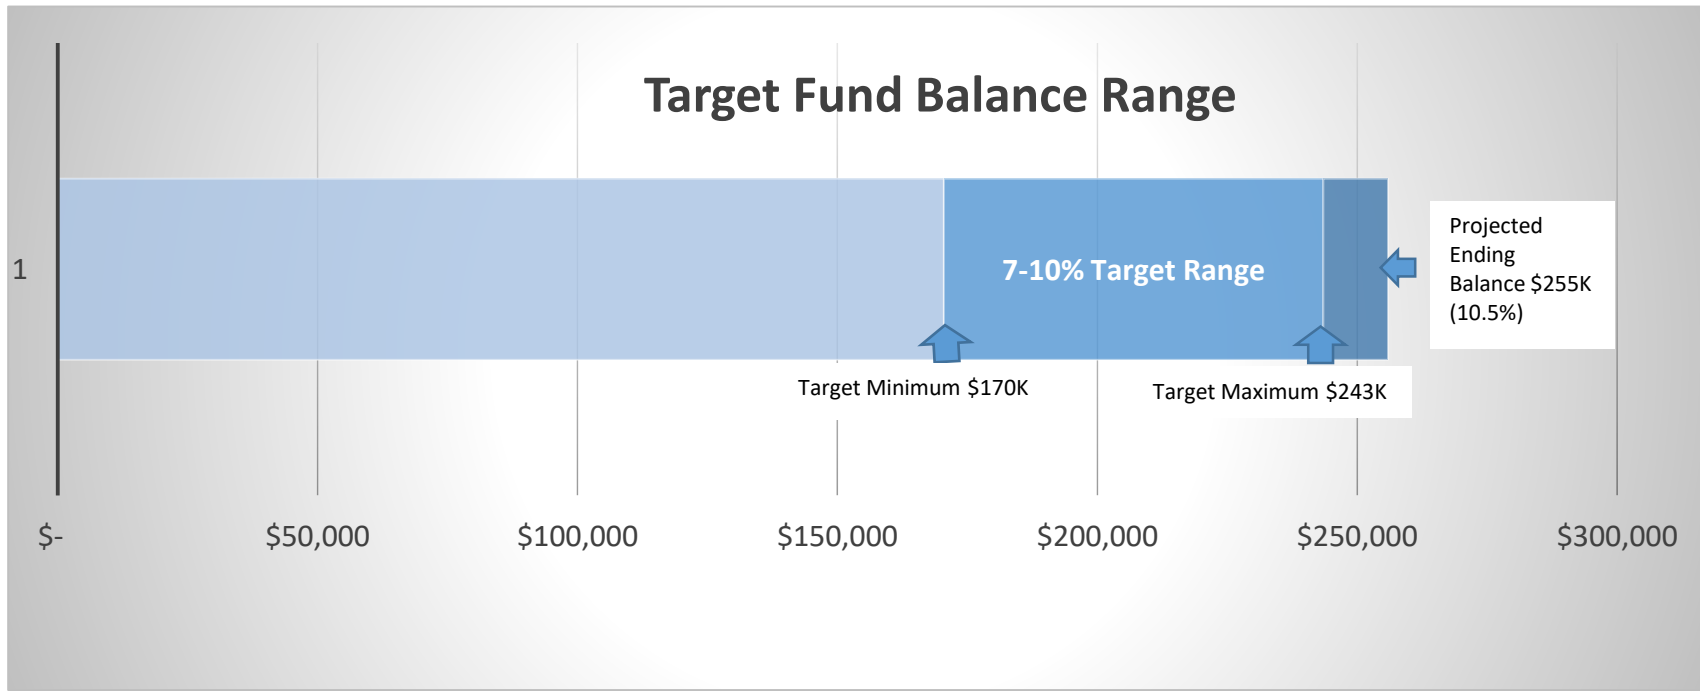 Target Fund Balance Range
1
7-10% Target Range
Projected
Ending
Balance $255K
(10.5%)
Target Minimum $170K
Target Maximum $243K
$-
$50,000
$100,000
$150,000
$200,000
$250,000
$300,000